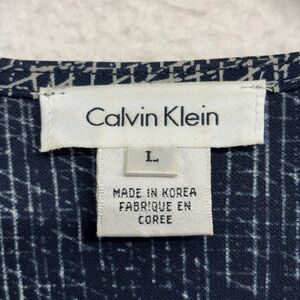 Calvin Klein
L
MADE IN KOREA
FABRIQUE EN
COREE